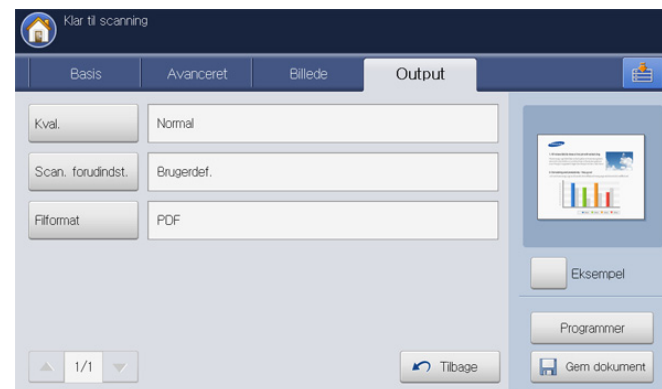 Klar til scanning
Basis
Avanceret
Billede
Output
Kval.
Normal
Scan. forudindst.
Brugerdef.
Filformat
PDF
Eksempel
Programmer
1/1
Tilbage
Gem dokument